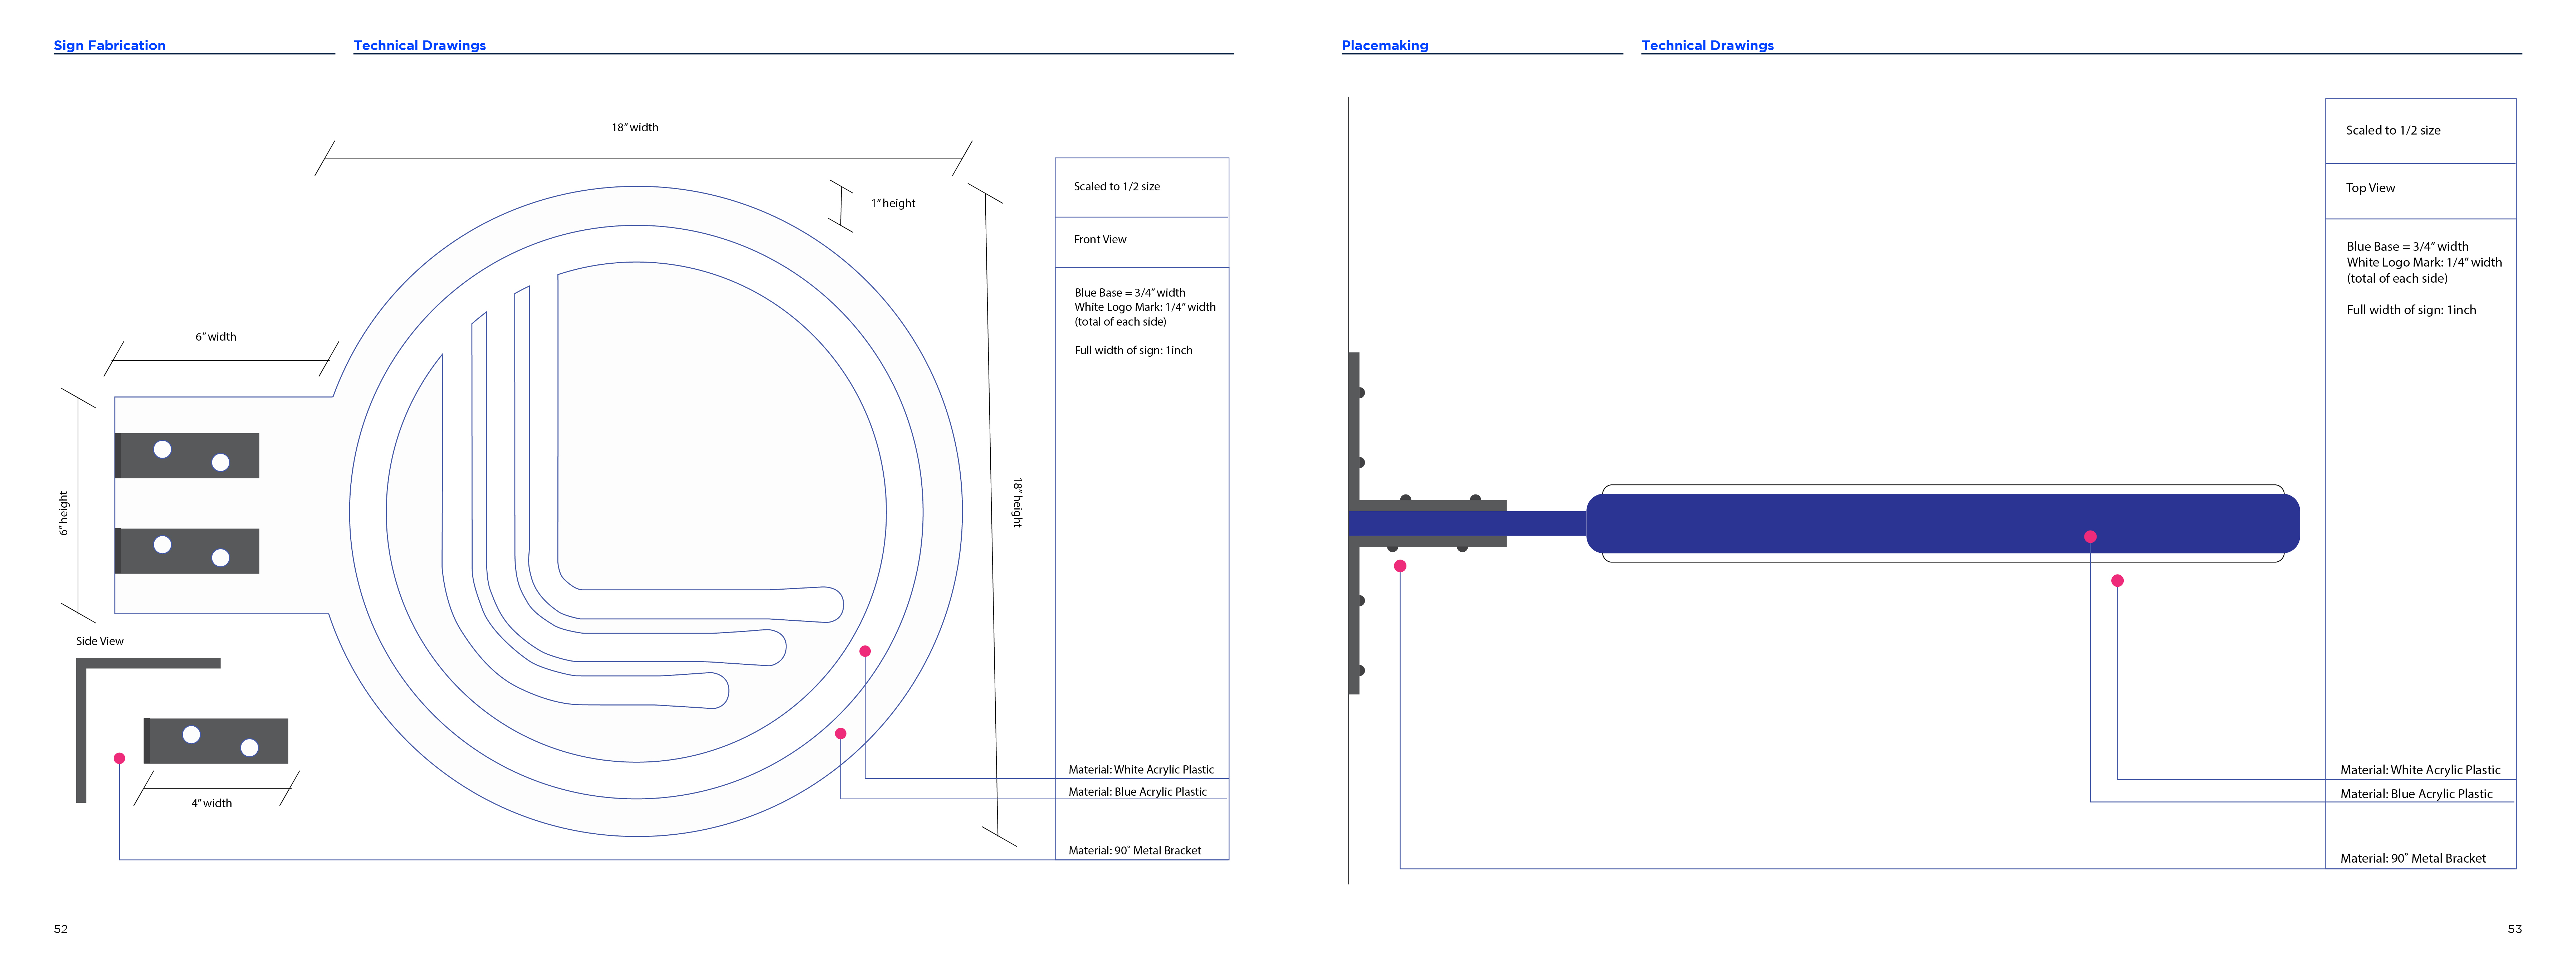 Sign Fabrication
Technical Drawings
18” width
1” height
6” width
6” height
18” height
Side View
4” width
Scaled to 1/2 size
Front View
Blue Base = 3/4” width
White Logo Mark: 1/4” width
(total of each side)
Full width of sign: 1inch
Material: White Acrylic Plastic
Material: Blue Acrylic Plastic
Material: 90˚ Metal Bracket
52
Placemaking
Technical Drawings
Scaled to 1/2 size
Top View
Blue Base = 3/4” width
White Logo Mark: 1/4” width
(total of each side)
Full width of sign: 1inch
Material: White Acrylic Plastic
Material: Blue Acrylic Plastic
Material: 90˚ Metal Bracket
53